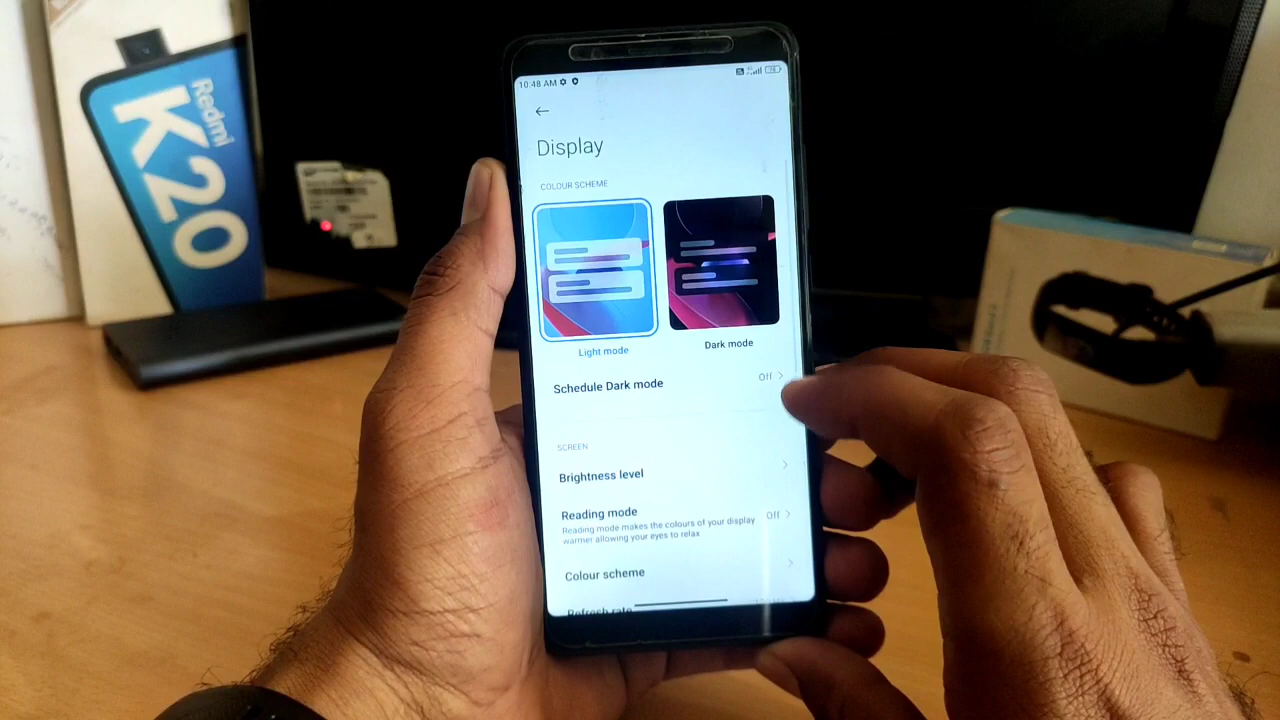 Redmi
K20
10:48 AM
Display
COLOUR SCHEME
Light mode
Dark mode
Schedule Dark mode
Off
SCREEN
Brightness level
Reading mode
Off
Reading mode makes the colours of your display
warmer allowing your eyes to relax
Colour scheme
Refresh rate